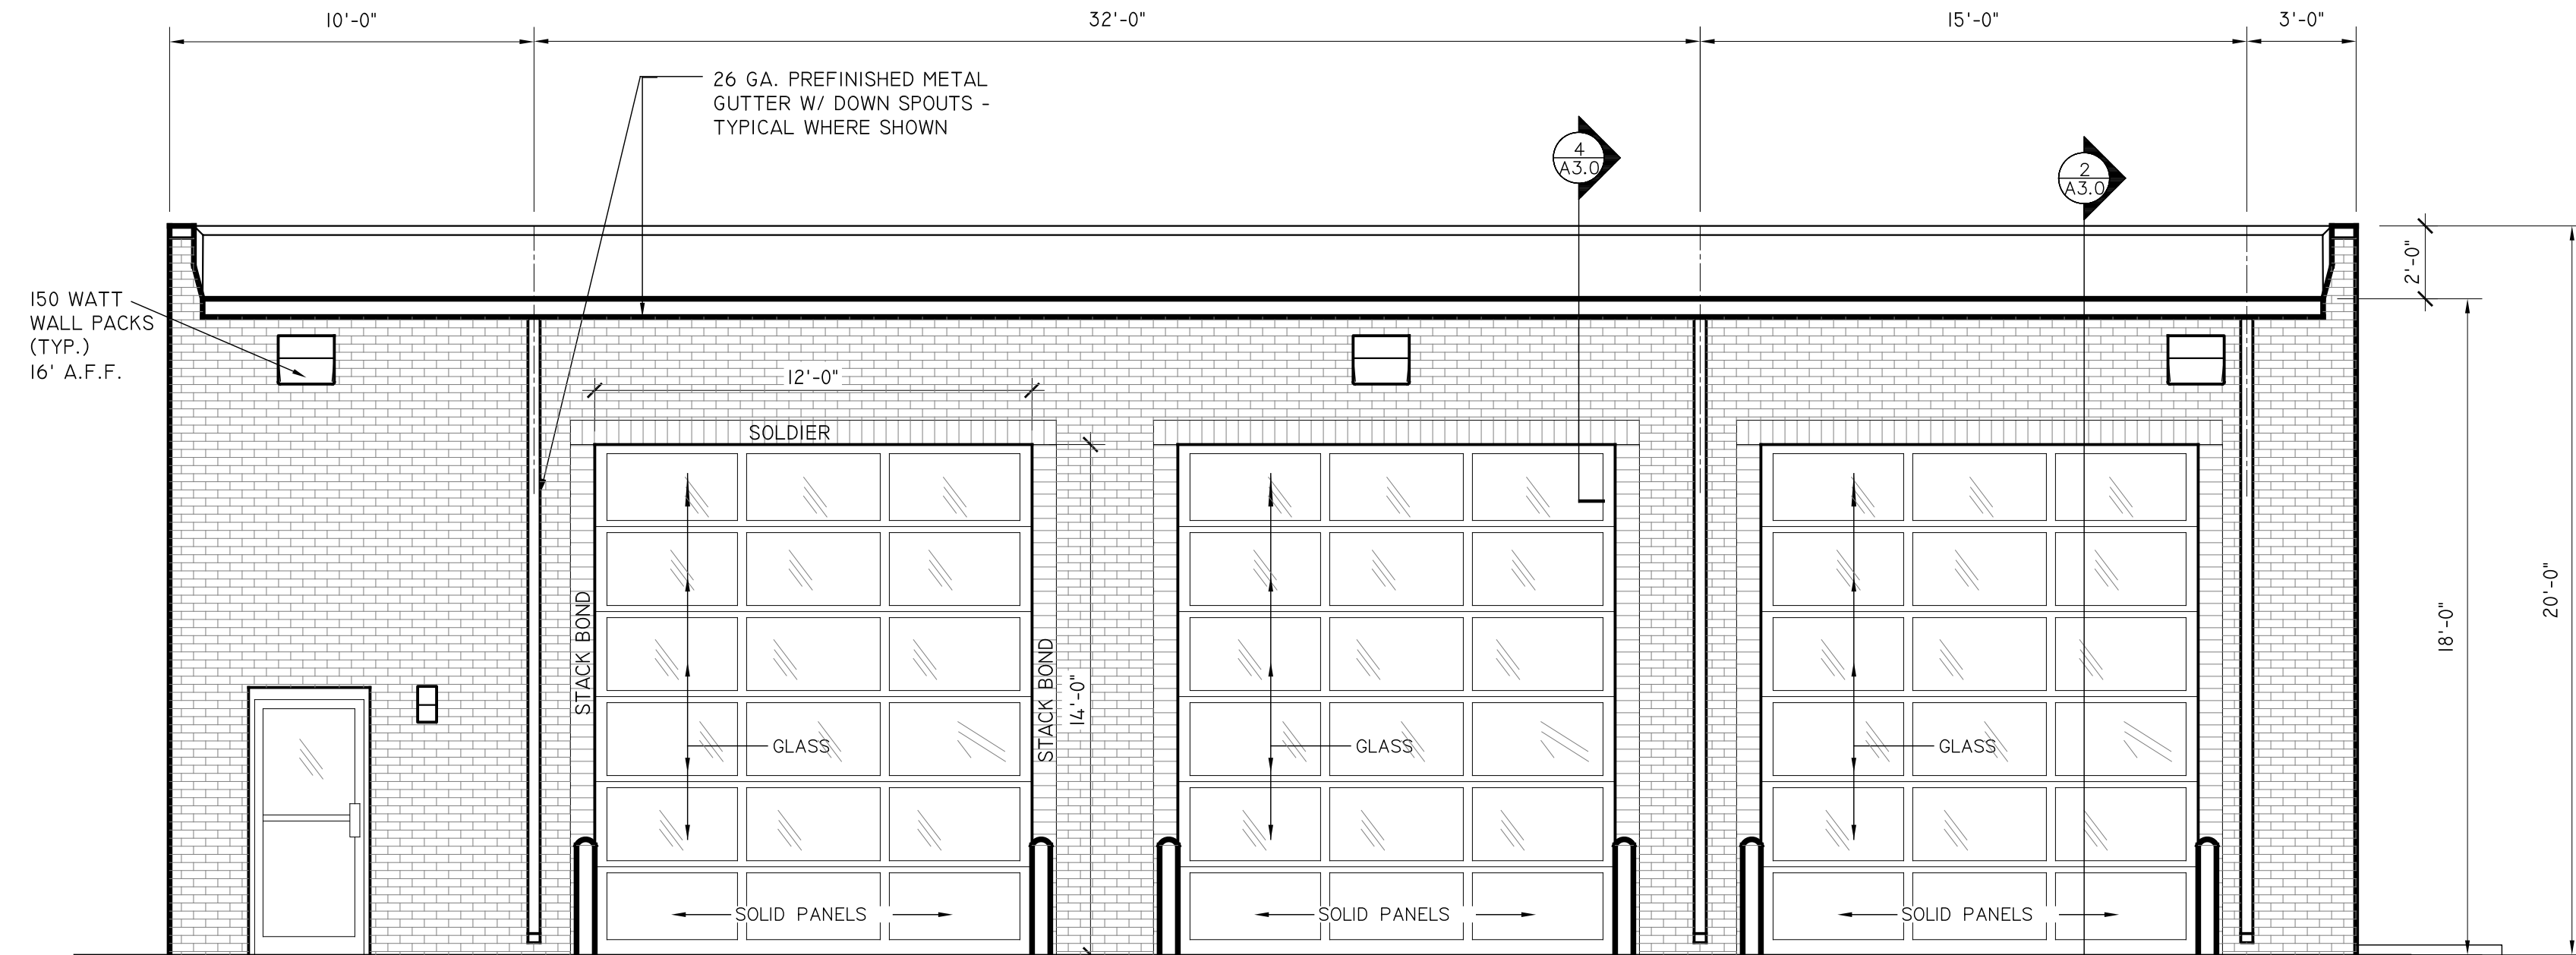 10'-0"
32'-0"
15'-0"
3'-0"
26 GA. PREFINISHED METAL
GUTTER W/ DOWN SPOUTS -
TYPICAL WHERE SHOWN
4
A3.0
2
A3.0
2'-0"
150 WATT
WALL PACKS
(TYP.)
16' A.F.F.
12'-0"
SOLDIER
STACK BOND
STACK BOND
14'-0"
18'-0"
20'-0"
GLASS
GLASS
GLASS
SOLID PANELS
SOLID PANELS
SOLID PANELS